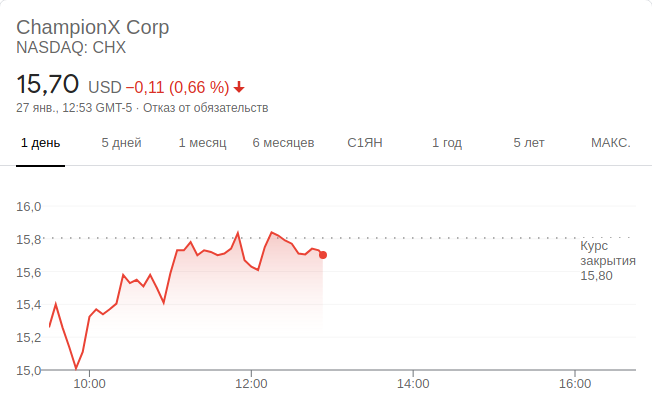 ChampionX Corp
NASDAQ: CHX
15,70 USD −0,11 (0,66 %)
27 янв., 12:53 GMT-5 · Отказ от обязательств
1 день 5 дней 1 месяц 6 месяцев С1ЯН 1 год 5 лет МАКС.
16,0
15,8
Курс
закрытия
15,80
15,6
15,4
15,2
15,0
10:00 12:00 14:00 16:00